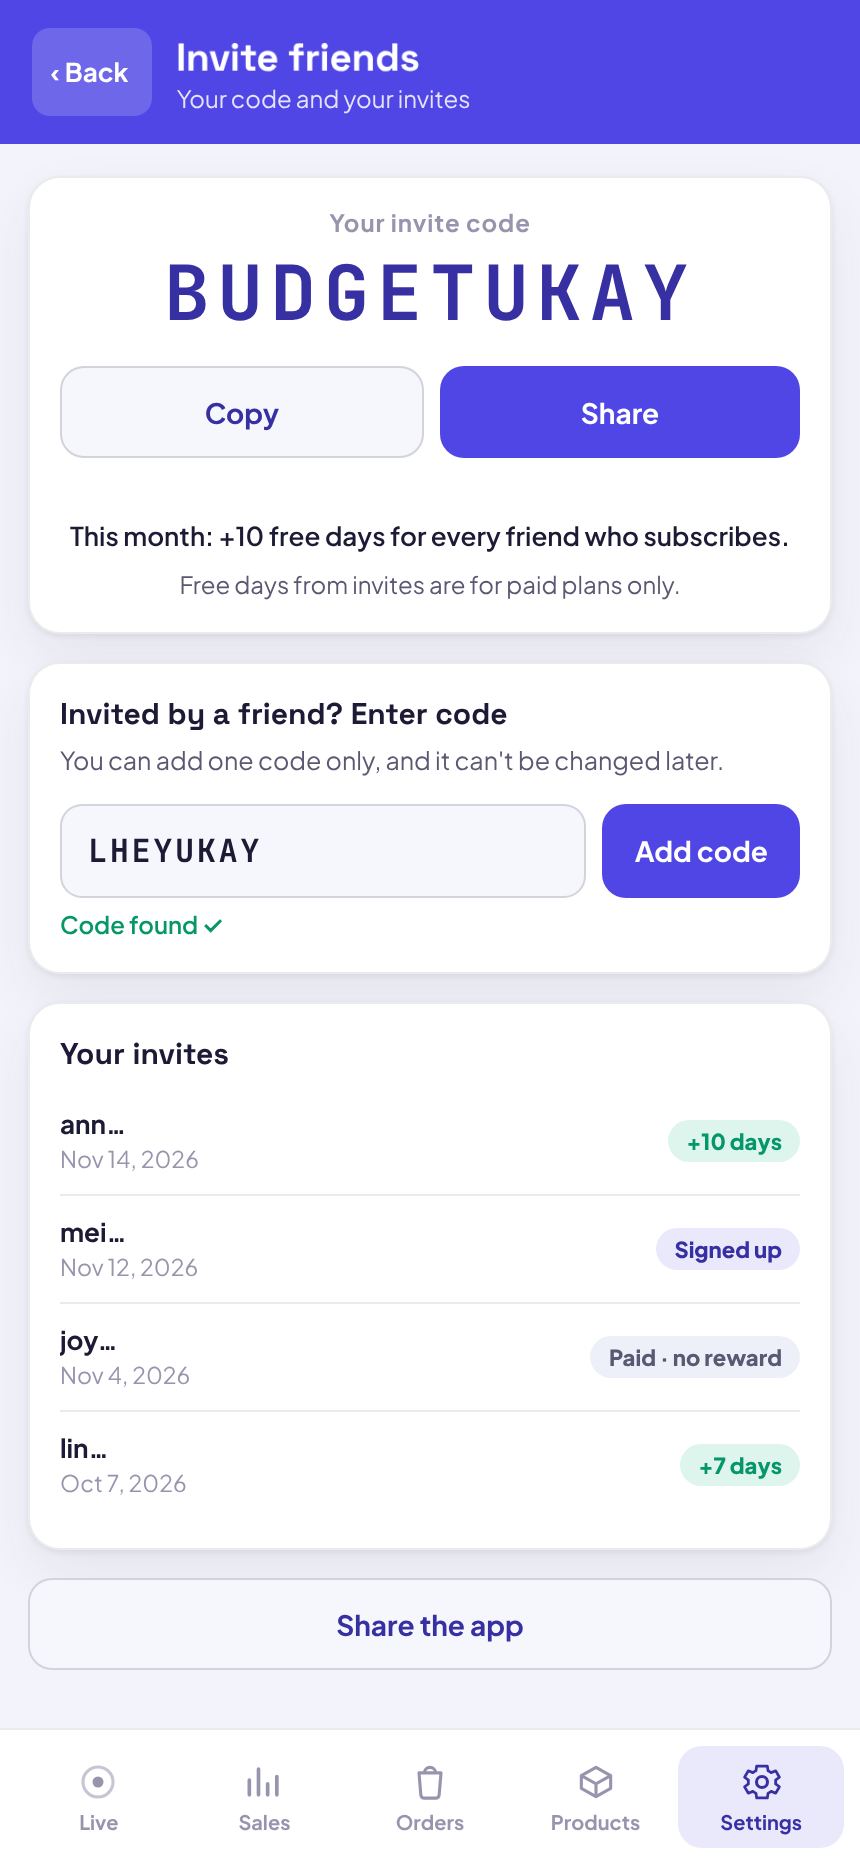 ‹ Back
Invite friends
Your code and your invites
Your invite code
BUDGETUKAY
Copy
Share
This month: +10 free days for every friend who subscribes.
Free days from invites are for paid plans only.
Invited by a friend? Enter code
You can add one code only, and it can't be changed later.
LHEYUKAY
Add code
Code found ✓
Your invites
ann…
Nov 14, 2026
+10 days
mei…
Nov 12, 2026
Signed up
joy…
Nov 4, 2026
Paid · no reward
lin…
Oct 7, 2026
+7 days
Share the app
Live
Sales
Orders
Products
Settings